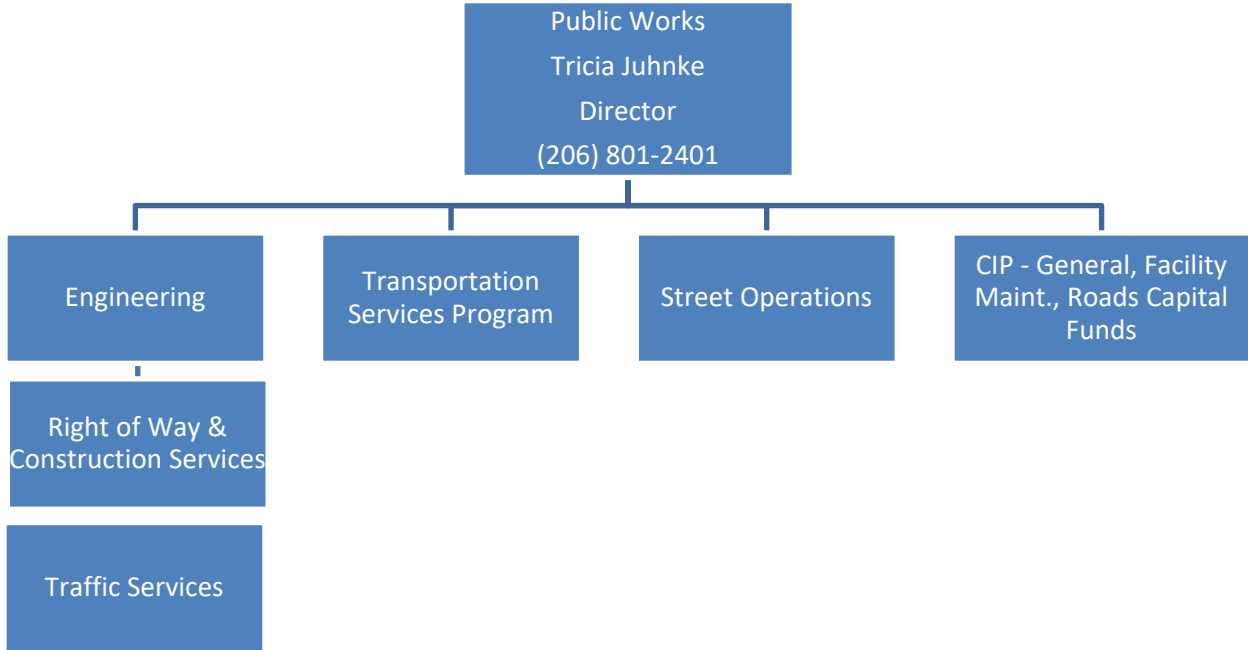 Public Works
Tricia Juhnke
Director
(206) 801-2401
Engineering
Transportation
Services Program
Street Operations
CIP - General, Facility
Maint., Roads Capital
Funds
Right of Way &
Construction Services
Traffic Services